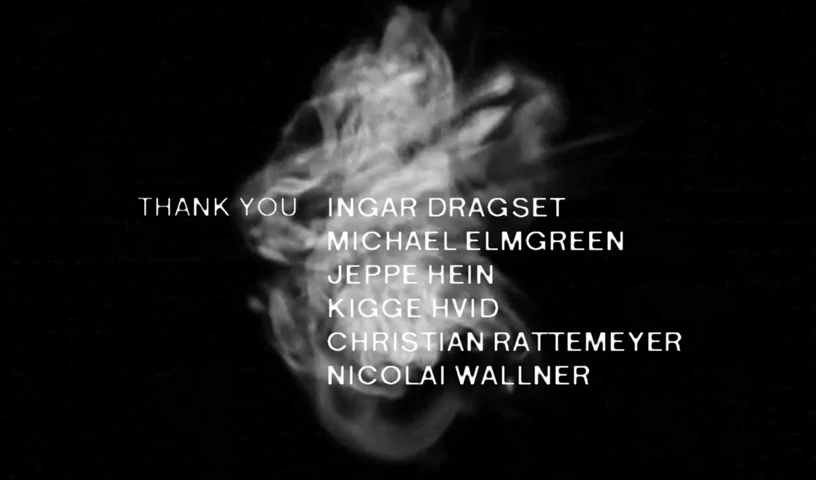 THANK YOU INGAR DRAGSET
MICHAEL ELMGREEN
JEPPE HEIN
KIGGE HVID
CHRISTIAN RATTEMEYER
NICOLAI WALLNER